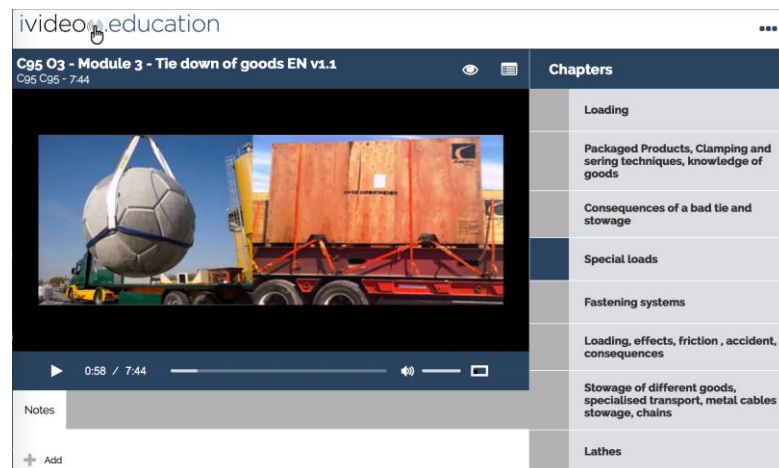 ivideo.education
C95 O3 - Module 3 - Tie down of goods EN v1.1
C95 C95 - 7:44
0:58 / 7:44
Notes
Add
Chapters
Loading
Packaged Products, Clamping and
sering techniques, knowledge of
goods
Consequences of a bad tie and
stowage
Special loads
Fastening systems
Loading, effects, friction , accident,
consequences
Stowage of different goods,
specialised transport, metal cables
stowage, chains
Lathes